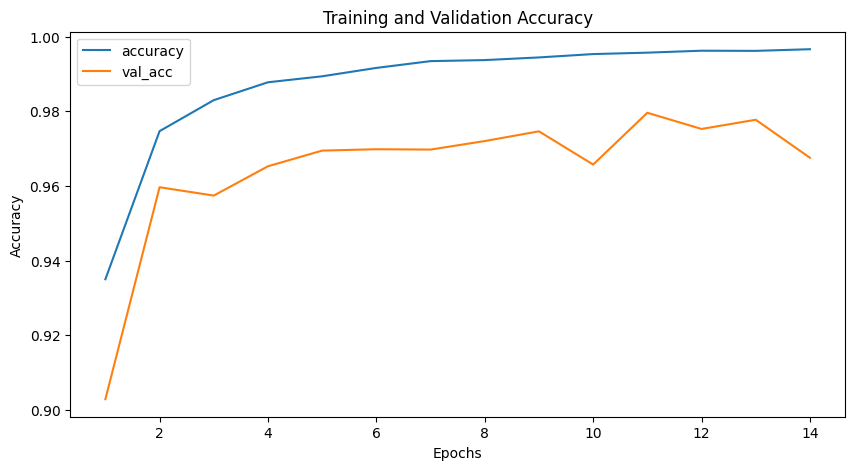 Training and Validation Accuracy
accuracy
val_acc
1.00
0.98
0.96
0.94
0.92
0.90
Accuracy
2 4 6 8 10 12 14
Epochs